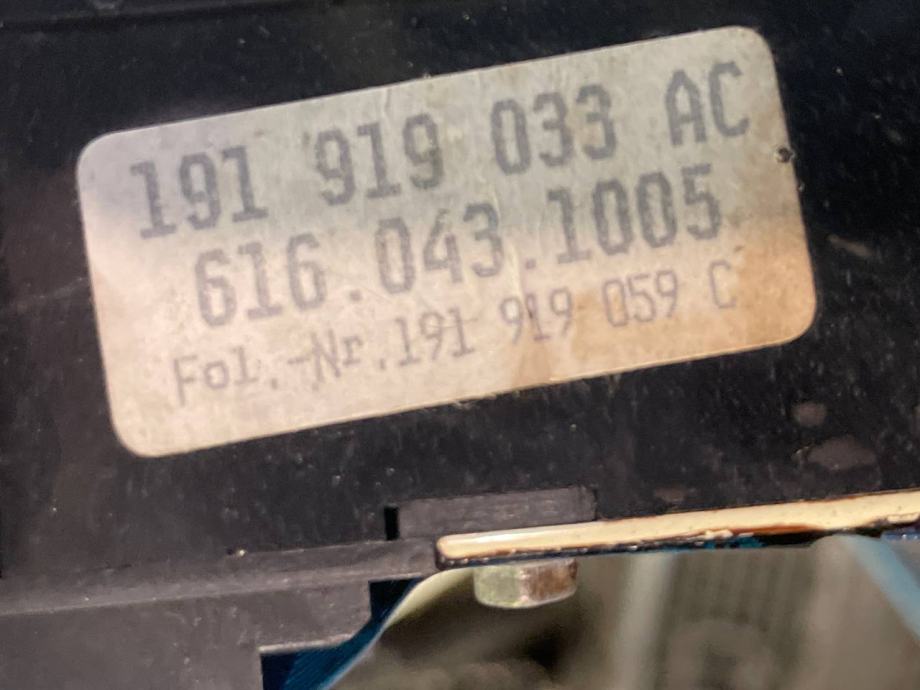 191 919 033 AC
616.043.1005
Fol.-Nr.191 919 059 C